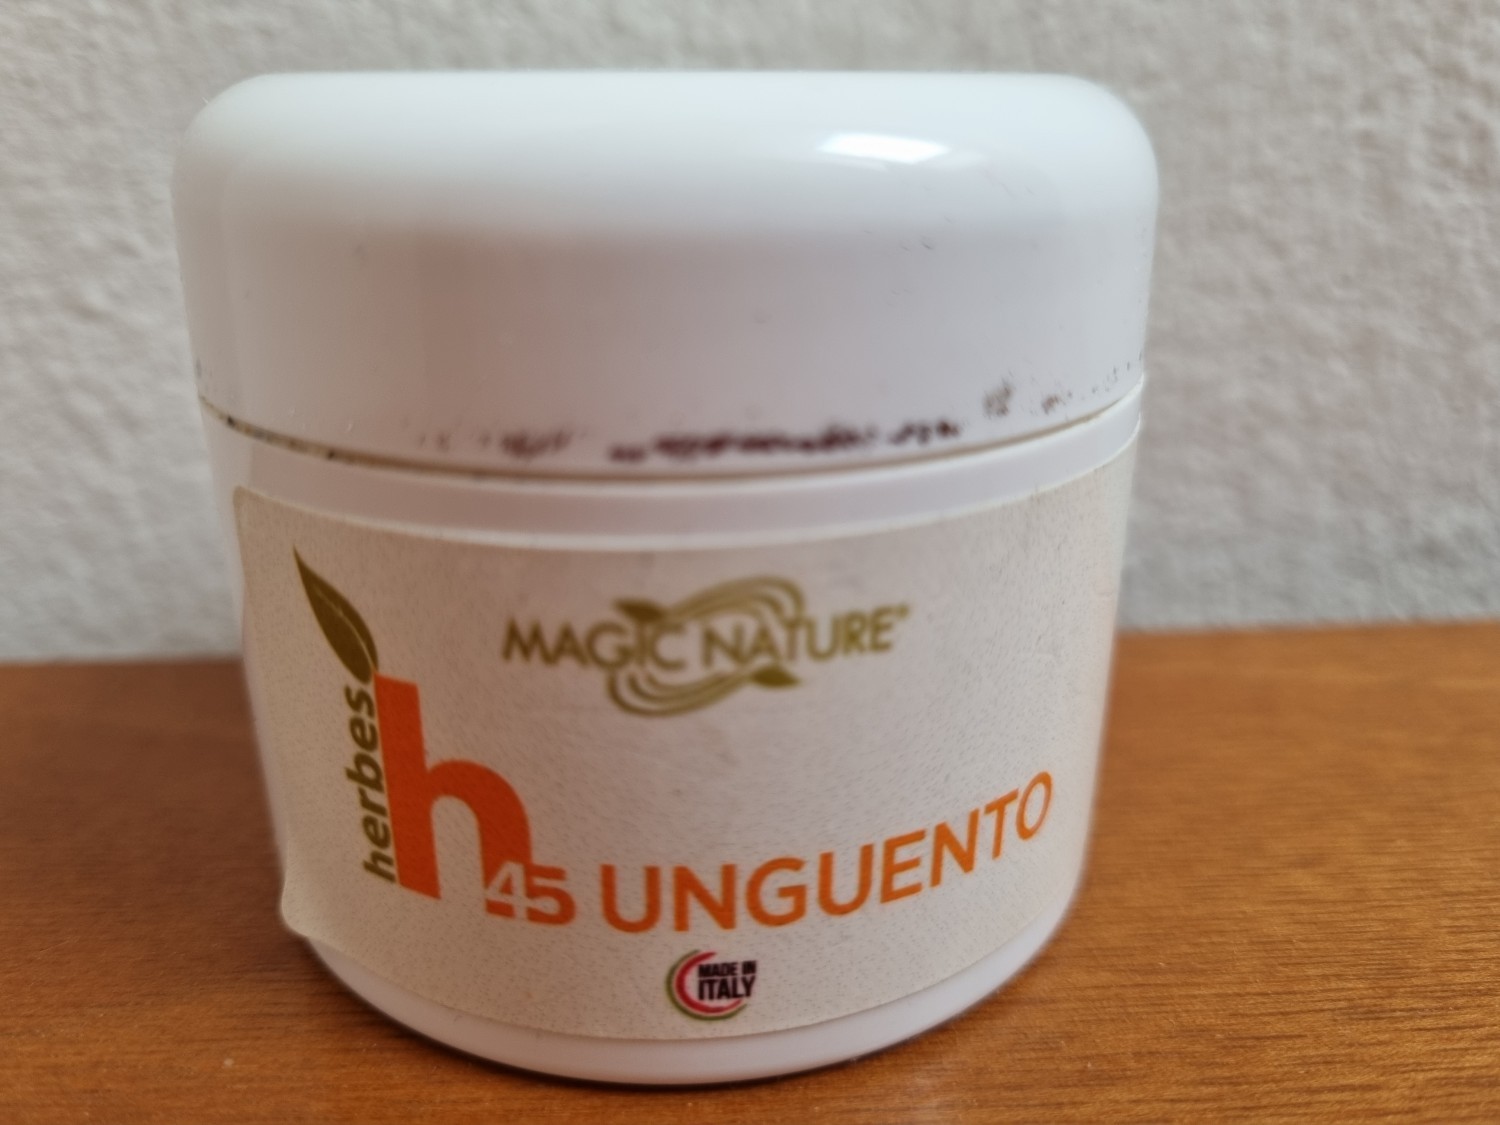 MAGIC NATURE®
herbes
h
45 UNGUENTO
MADE IN
ITALY